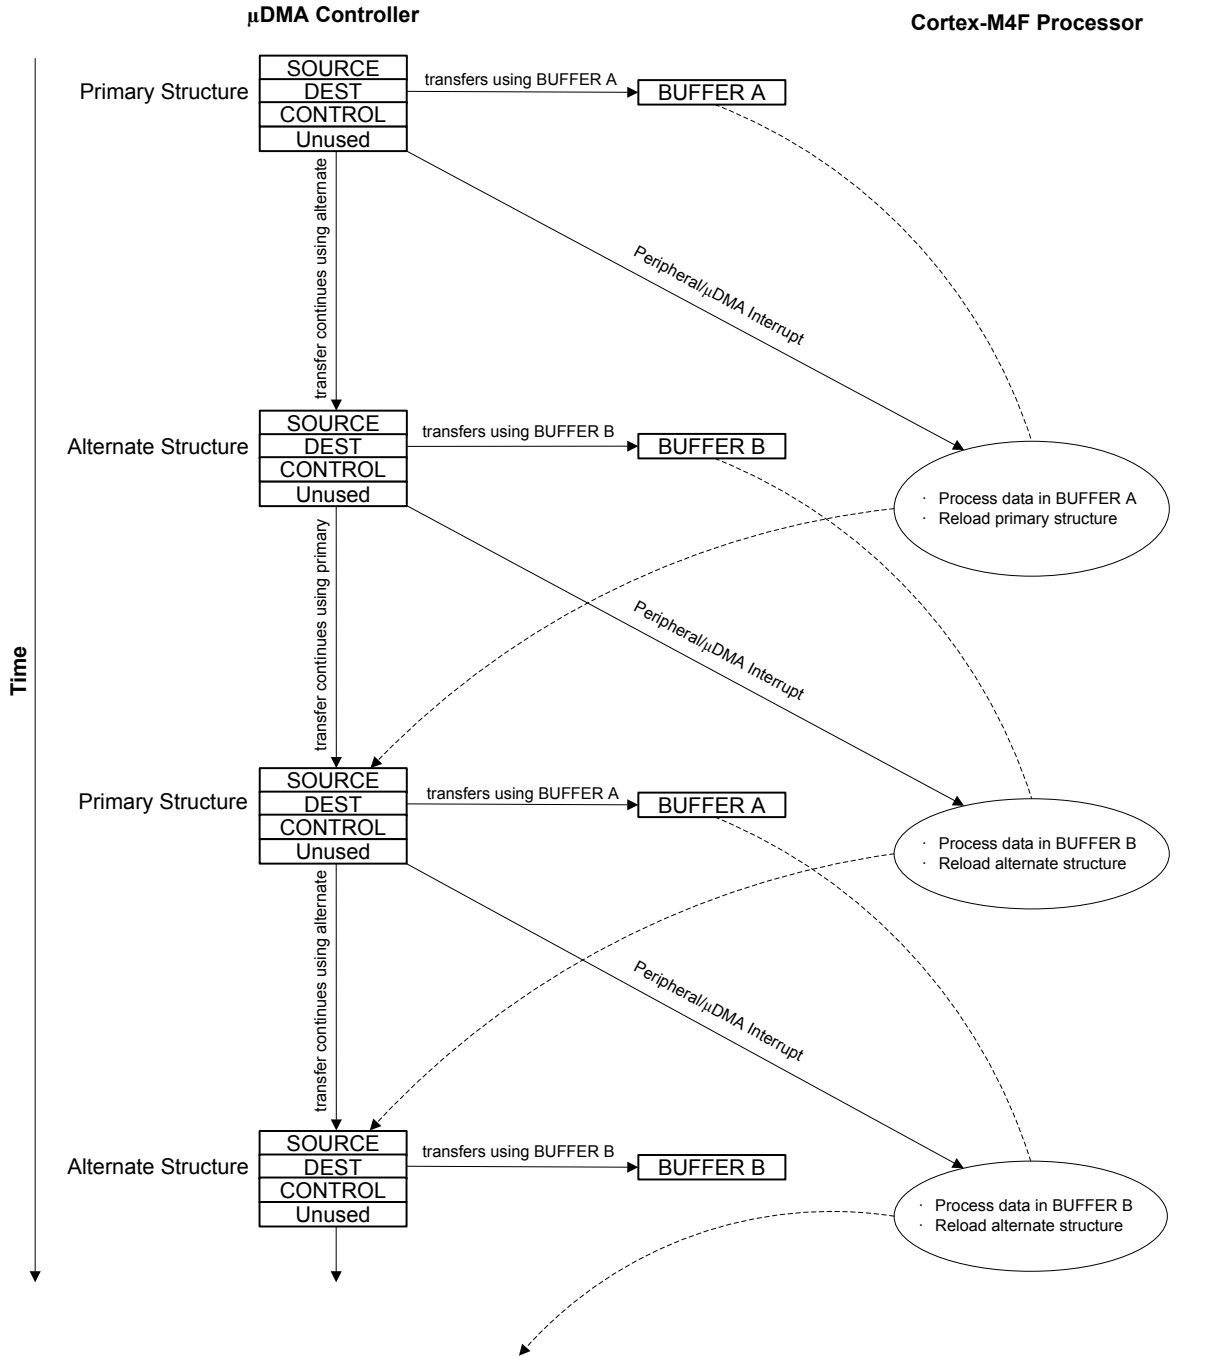 µDMA Controller
Cortex-M4F Processor
SOURCE
Primary Structure
DEST
transfers using BUFFER A
BUFFER A
CONTROL
Unused
transfer continues using alternate
Peripheral/µDMA Interrupt
SOURCE
Alternate Structure
DEST
transfers using BUFFER B
BUFFER B
CONTROL
Unused
· Process data in BUFFER A
· Reload primary structure
transfer continues using primary
Peripheral/µDMA Interrupt
Time
SOURCE
Primary Structure
DEST
transfers using BUFFER A
BUFFER A
CONTROL
Unused
· Process data in BUFFER B
· Reload alternate structure
transfer continues using alternate
Peripheral/µDMA Interrupt
SOURCE
Alternate Structure
DEST
transfers using BUFFER B
BUFFER B
CONTROL
Unused
· Process data in BUFFER B
· Reload alternate structure